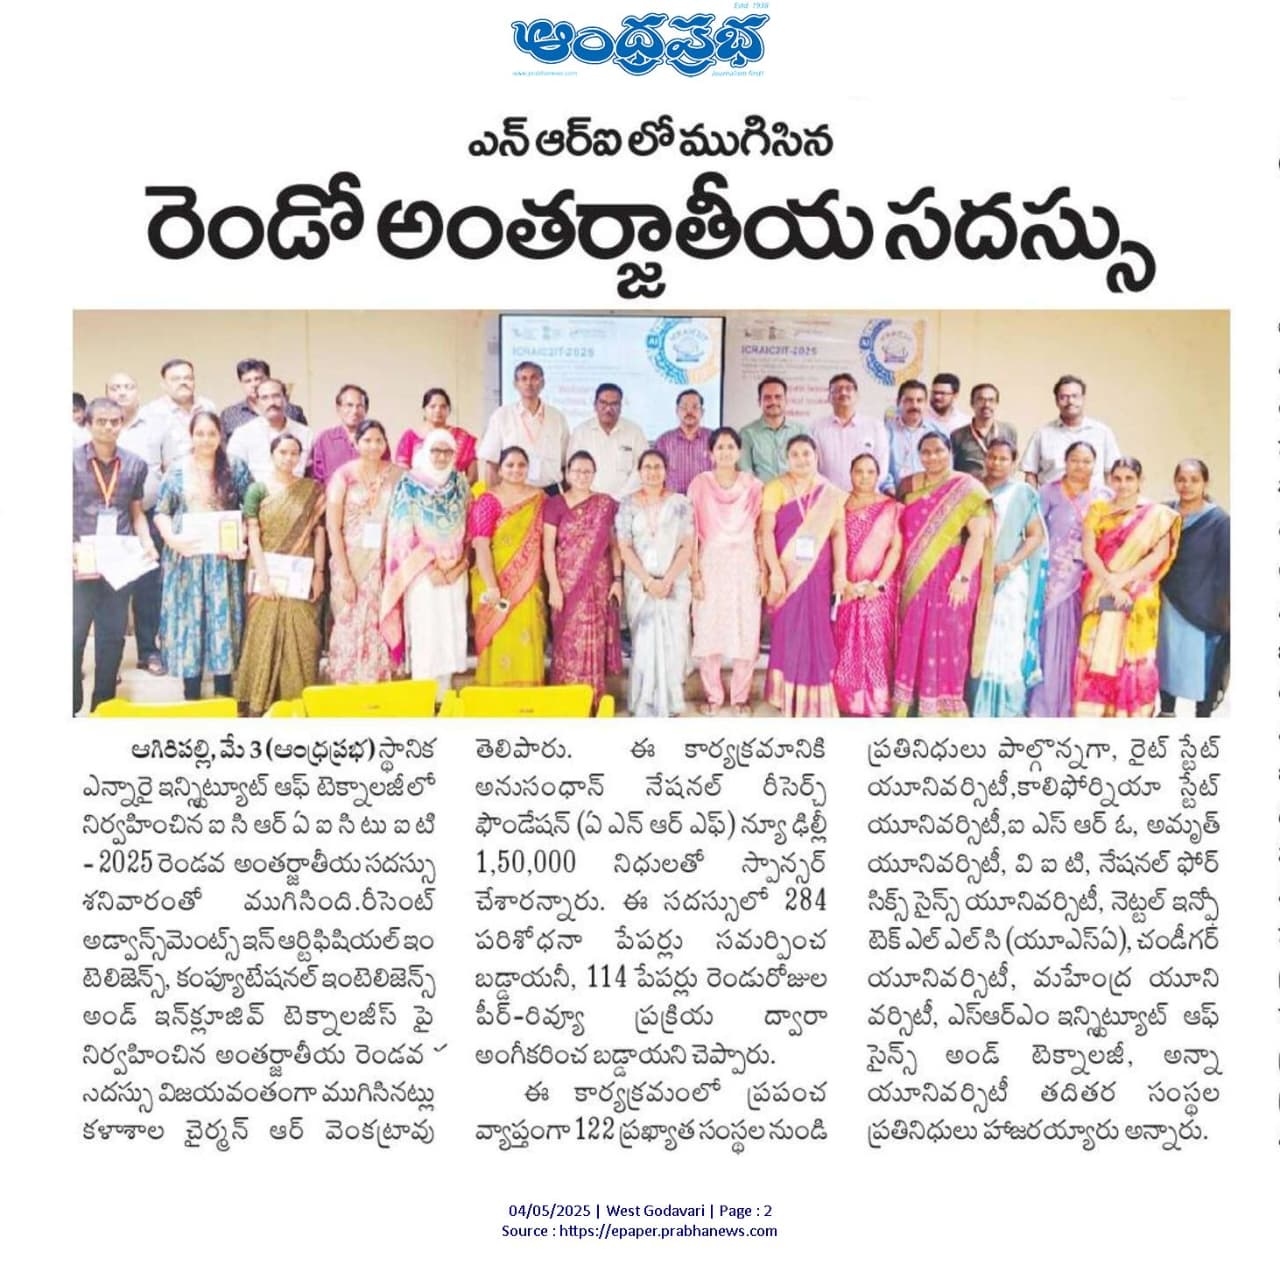 Estd. 1938
ఆంధ్రప్రభ
www.prabhanews.com
Journalism first!
ఎన్ ఆర్ఐ లో ముగిసిన
రెండో అంతర్జాతీయ సదస్సు
ICRAIC2IT-2025
ICRAIC2IT-2025
AI
ఆగిరిపల్లి, మే 3 (ఆంధ్రప్రభ) స్థానిక
ఎన్నారై ఇన్స్టిట్యూట్ ఆఫ్ టెక్నాలజీలో
నిర్వహించిన ఐ సి ఆర్ ఏ ఐ సి టు ఐ టి
- 2025 రెండవ అంతర్జాతీయ సదస్సు
శనివారంతో ముగిసింది.రీసెంట్
అడ్వాన్స్‌మెంట్స్ ఇన్ ఆర్టిఫిషియల్ ఇం
టెలిజెన్స్, కంప్యూటేషనల్ ఇంటెలిజెన్స్
అండ్ ఇన్‌క్లూజివ్ టెక్నాలజీస్ పై
నిర్వహించిన అంతర్జాతీయ రెండవ
సదస్సు విజయవంతంగా ముగిసినట్లు
కళాశాల చైర్మన్ ఆర్ వెంకట్రావు
తెలిపారు. ఈ కార్యక్రమానికి
అనుసంధాన్ నేషనల్ రీసెర్చ్
ఫౌండేషన్ (ఏ ఎన్ ఆర్ ఎఫ్) న్యూఢిల్లీ
1,50,000 నిధులతో స్పాన్సర్
చేశారన్నారు. ఈ సదస్సులో 284
పరిశోధనా పేపర్లు సమర్పించ
బడ్డాయనీ, 114 పేపర్లు రెండురోజుల
పీర్-రివ్యూ ప్రక్రియ ద్వారా
అంగీకరించ బడ్డాయని చెప్పారు.
ఈ కార్యక్రమంలో ప్రపంచ
వ్యాప్తంగా 122 ప్రఖ్యాత సంస్థల నుండి
ప్రతినిధులు పాల్గొన్నగా, రైట్ స్టేట్
యూనివర్సిటీ,కాలిఫోర్నియా స్టేట్
యూనివర్సిటీ,ఐ ఎస్ ఆర్ ఓ, అమృత్
యూనివర్సిటీ, వి ఐ టి, నేషనల్ ఫోర్
సిక్స్ సైన్స్ యూనివర్సిటీ, నెట్టల్ ఇన్ఫో
టెక్ ఎల్ ఎల్ సి (యూఎస్ఏ), చండీగర్
యూనివర్సిటీ, మహేంద్ర యూని
వర్సిటీ, ఎస్ఆర్ఎం ఇన్స్టిట్యూట్ ఆఫ్
సైన్స్ అండ్ టెక్నాలజీ, అన్నా
యూనివర్సిటీ తదితర సంస్థల
ప్రతినిధులు హాజరయ్యారు అన్నారు.
04/05/2025 | West Godavari | Page : 2
Source : https://epaper.prabhanews.com